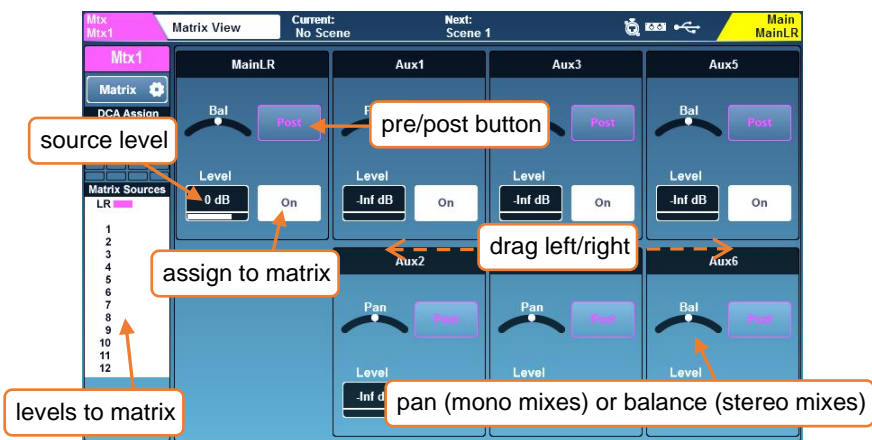 Mtx
Mtx1
Matrix View
Current:
No Scene
Next:
Scene 1
Main
MainLR
Mtx1
MainLR
Aux1
Aux3
Aux5
Matrix
DCA Assign
Bal
Post
pre/post button
Post
Bal
Post
source level
Level
Level
Level
Level
0 dB
On
-Inf dB
On
-Inf dB
On
-Inf dB
On
Matrix Sources
LR
1
2
3
4
5
6
7
8
9
10
11
12
assign to matrix
drag left/right
Aux2
Aux6
Pan
Post
Pan
Post
Bal
Post
Level
Level
Level
-Inf d
levels to matrix
pan (mono mixes) or balance (stereo mixes)